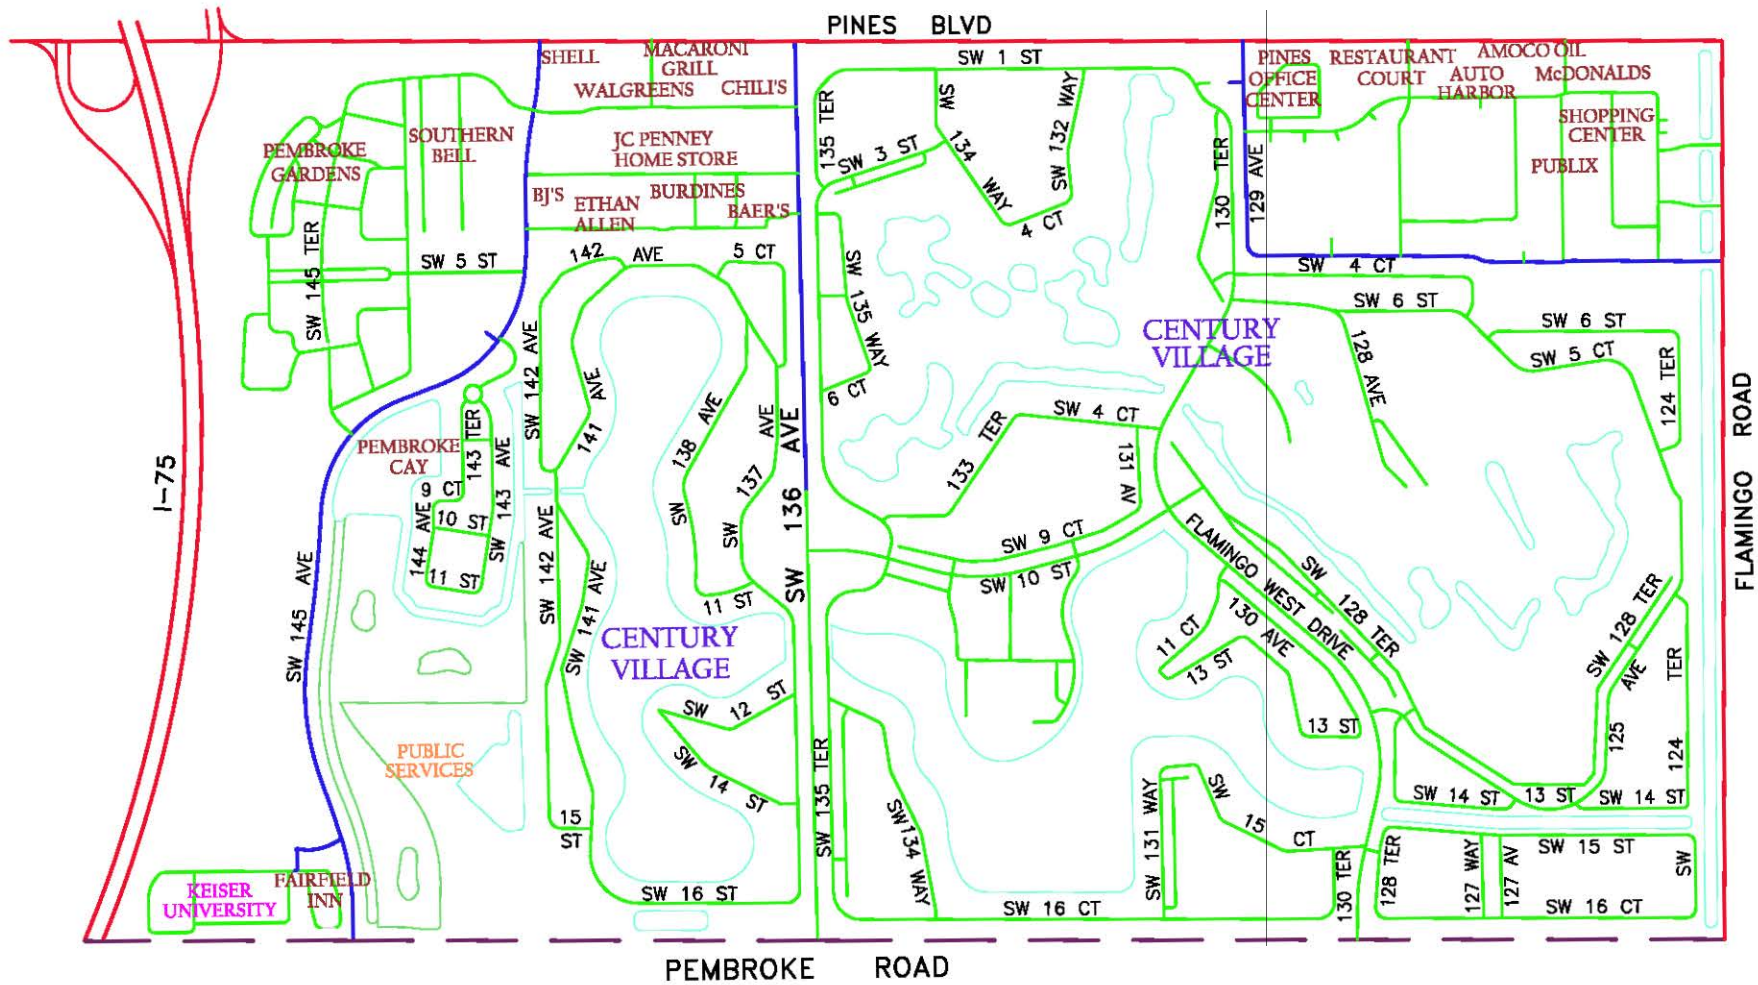 PINES BLVD
SHELL
MACARONI
GRILL
WALGREENS
CHILI'S
SW 1 ST
PINES
OFFICE
CENTER
RESTAURANT
COURT
AMOCO OIL
AUTO
HARBOR
McDONALDS
SHOPPING
CENTER
PUBLIX
PEMBROKE
GARDENS
SOUTHERN
BELL
JC PENNEY
HOME STORE
BJ'S
ETHAN
ALLEN
BURDINES
BAER'S
135 TER
SW 3 ST
SW 134 WAY
SW 132 WAY
4 CT
130 TER
129 AVE
SW 145 TER
SW 5 ST
142 AVE
5 CT
SW 135 WAY
6 CT
SW 4 CT
SW 6 ST
SW 6 ST
SW 5 CT
128 AVE
124 TER
CENTURY
VILLAGE
SW 142 AVE
141 AVE
SW 138 AVE
SW 137 AVE
SW 136 AVE
133 TER
SW 4 CT
131 AV
FLAMINGO ROAD
I-75
PEMBROKE
CAY
143 TER
SW 143 AVE
9 CT
10 ST
144 AVE
11 ST
SW 145 AVE
SW 142 AVE
SW 141 AVE
11 ST
SW 9 CT
SW 10 ST
FLAMINGO WEST DRIVE
SW 128 TER
11 CT
13 ST
130 AVE
13 ST
SW 128 TER
125 AVE
124 TER
CENTURY
VILLAGE
SW 12 ST
SW 14 ST
PUBLIC
SERVICES
15
ST
SW 135 TER
SW 134 WAY
SW 131 WAY
SW 15 CT
SW 14 ST
13 ST
SW 14 ST
130 TER
128 TER
127 WAY
127 AV
SW 15 ST
SW
KEISER
UNIVERSITY
FAIRFIELD
INN
SW 16 ST
SW 16 CT
SW 16 CT
PEMBROKE ROAD